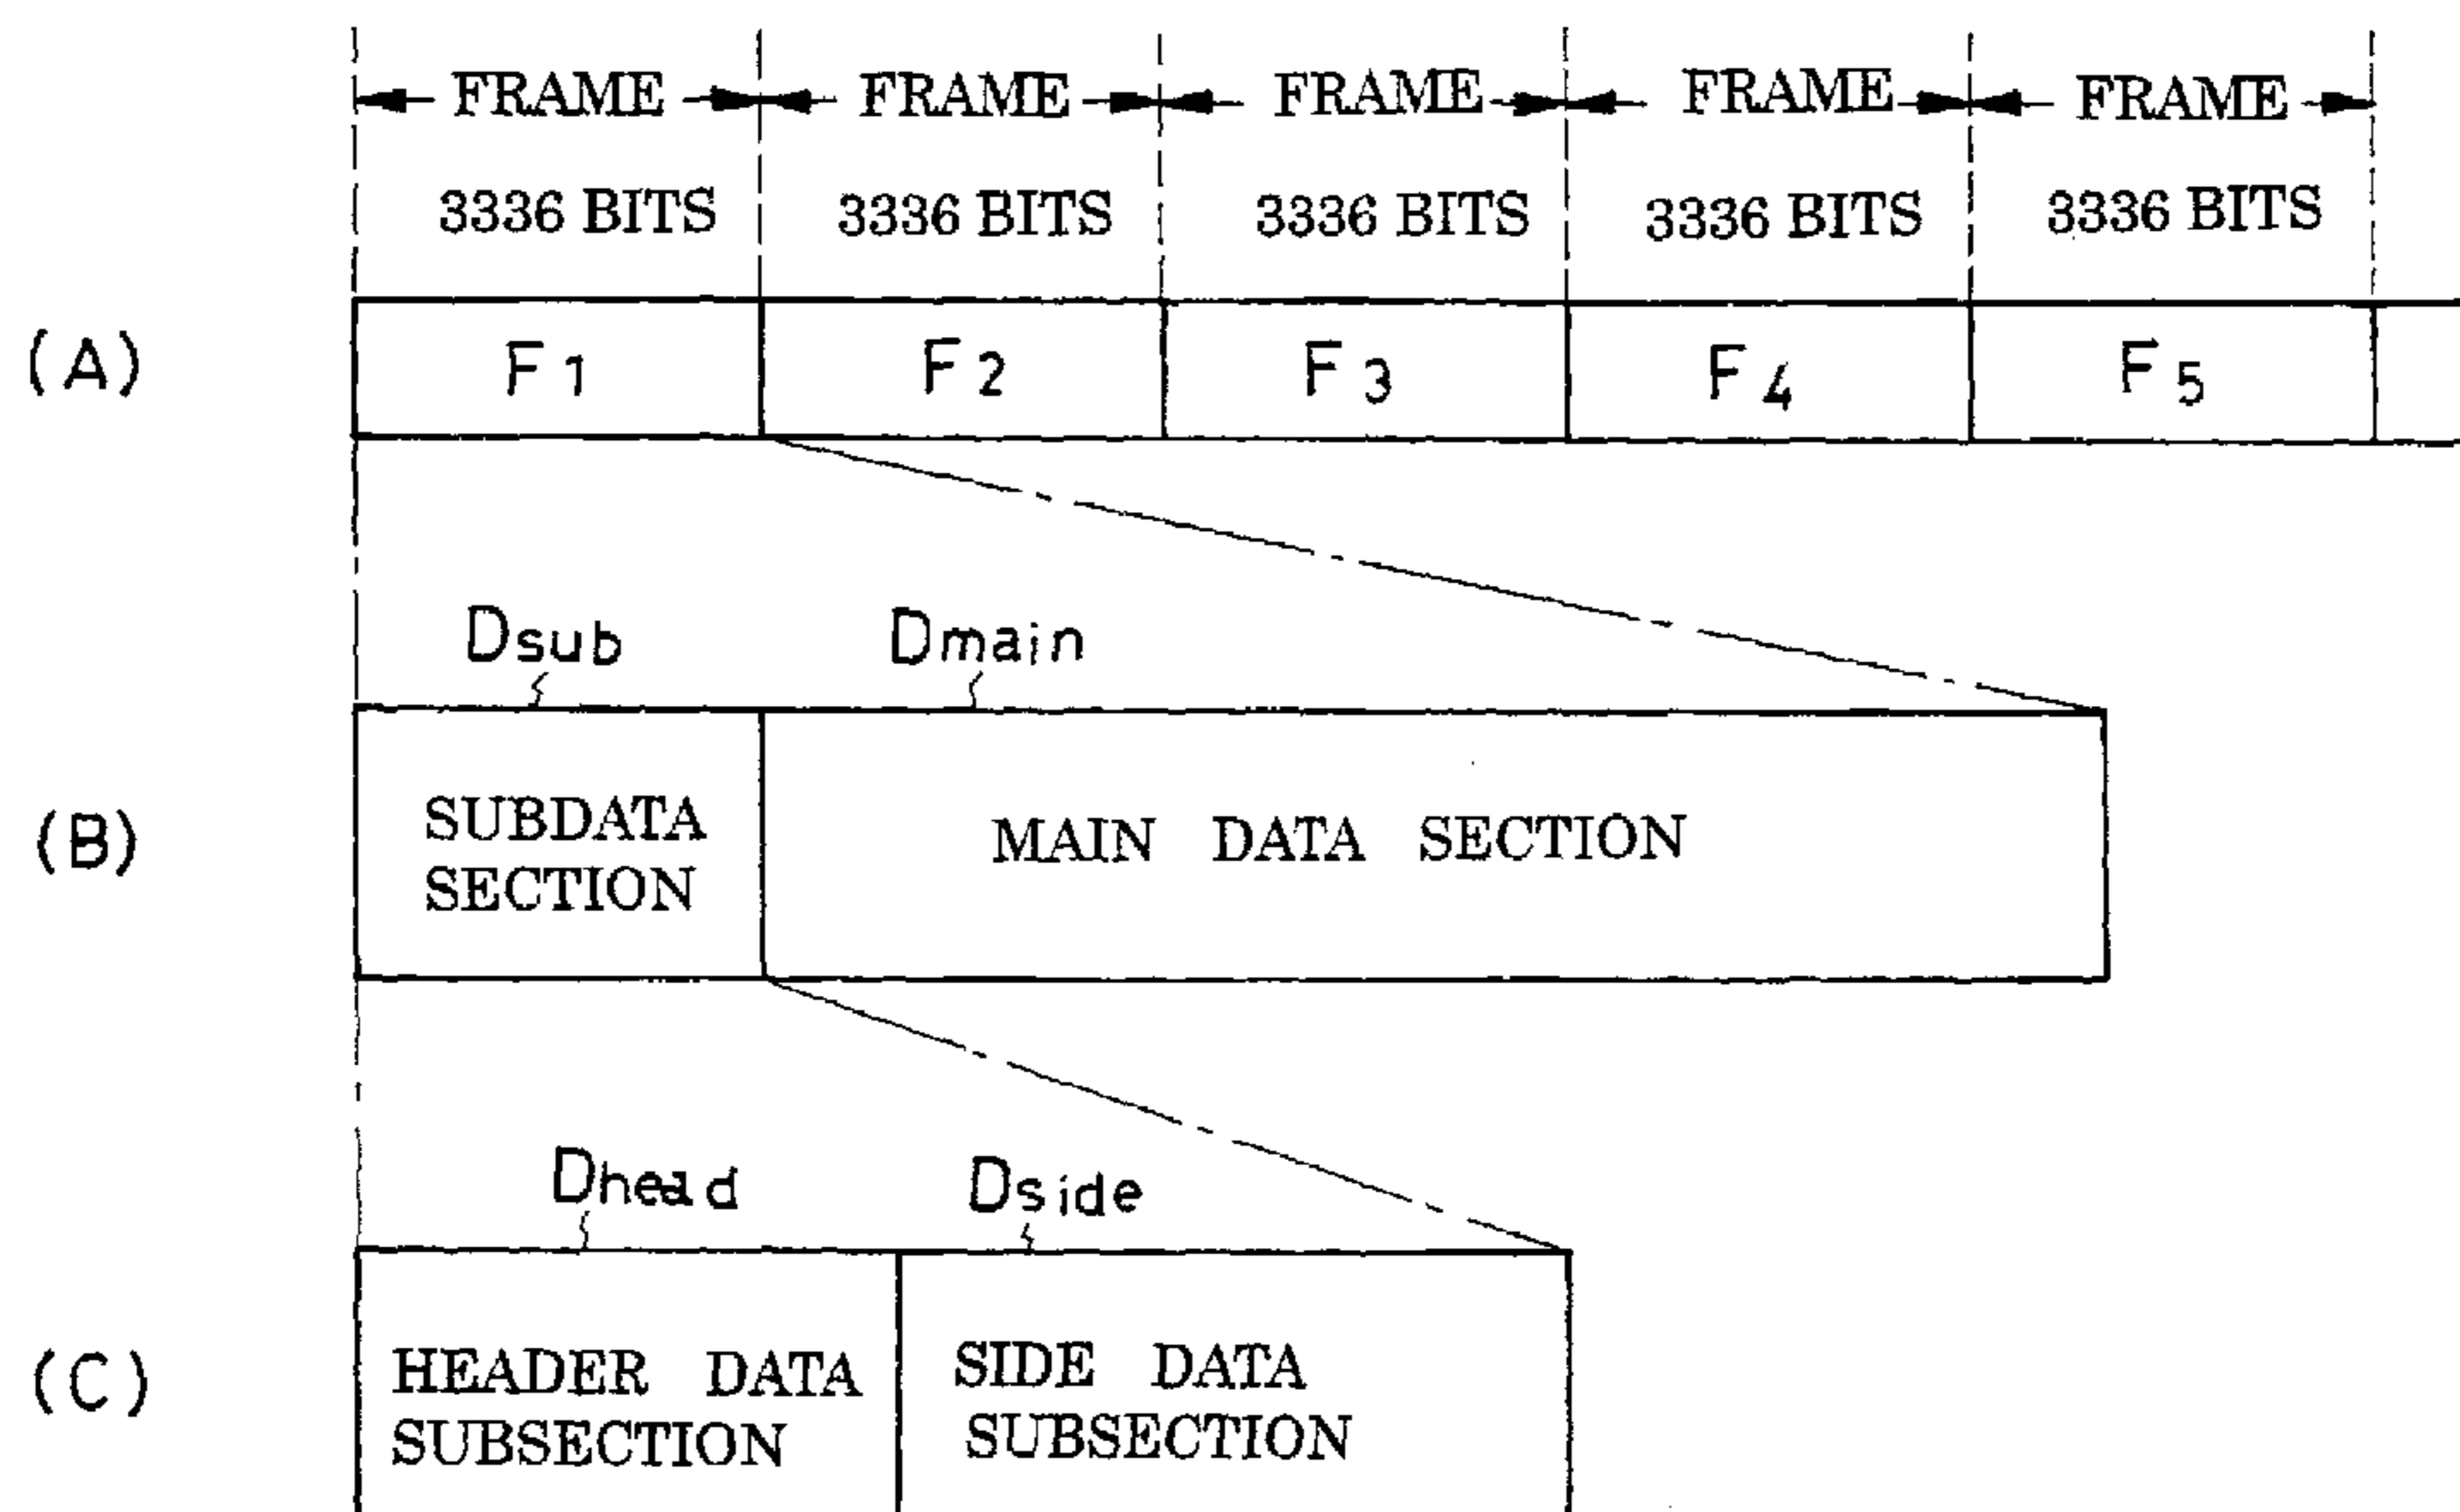 FRAME FRAME FRAME FRAME FRAME
3336 BITS 3336 BITS 3336 BITS 3336 BITS 3336 BITS
(A) F1 F2 F3 F4 F5
Dsub Dmain
SUBDATA
(B) MAIN DATA SECTION
SECTION
Dhead Dside
HEADER DATA SIDE DATA
(C)
SUBSECTION SUBSECTION